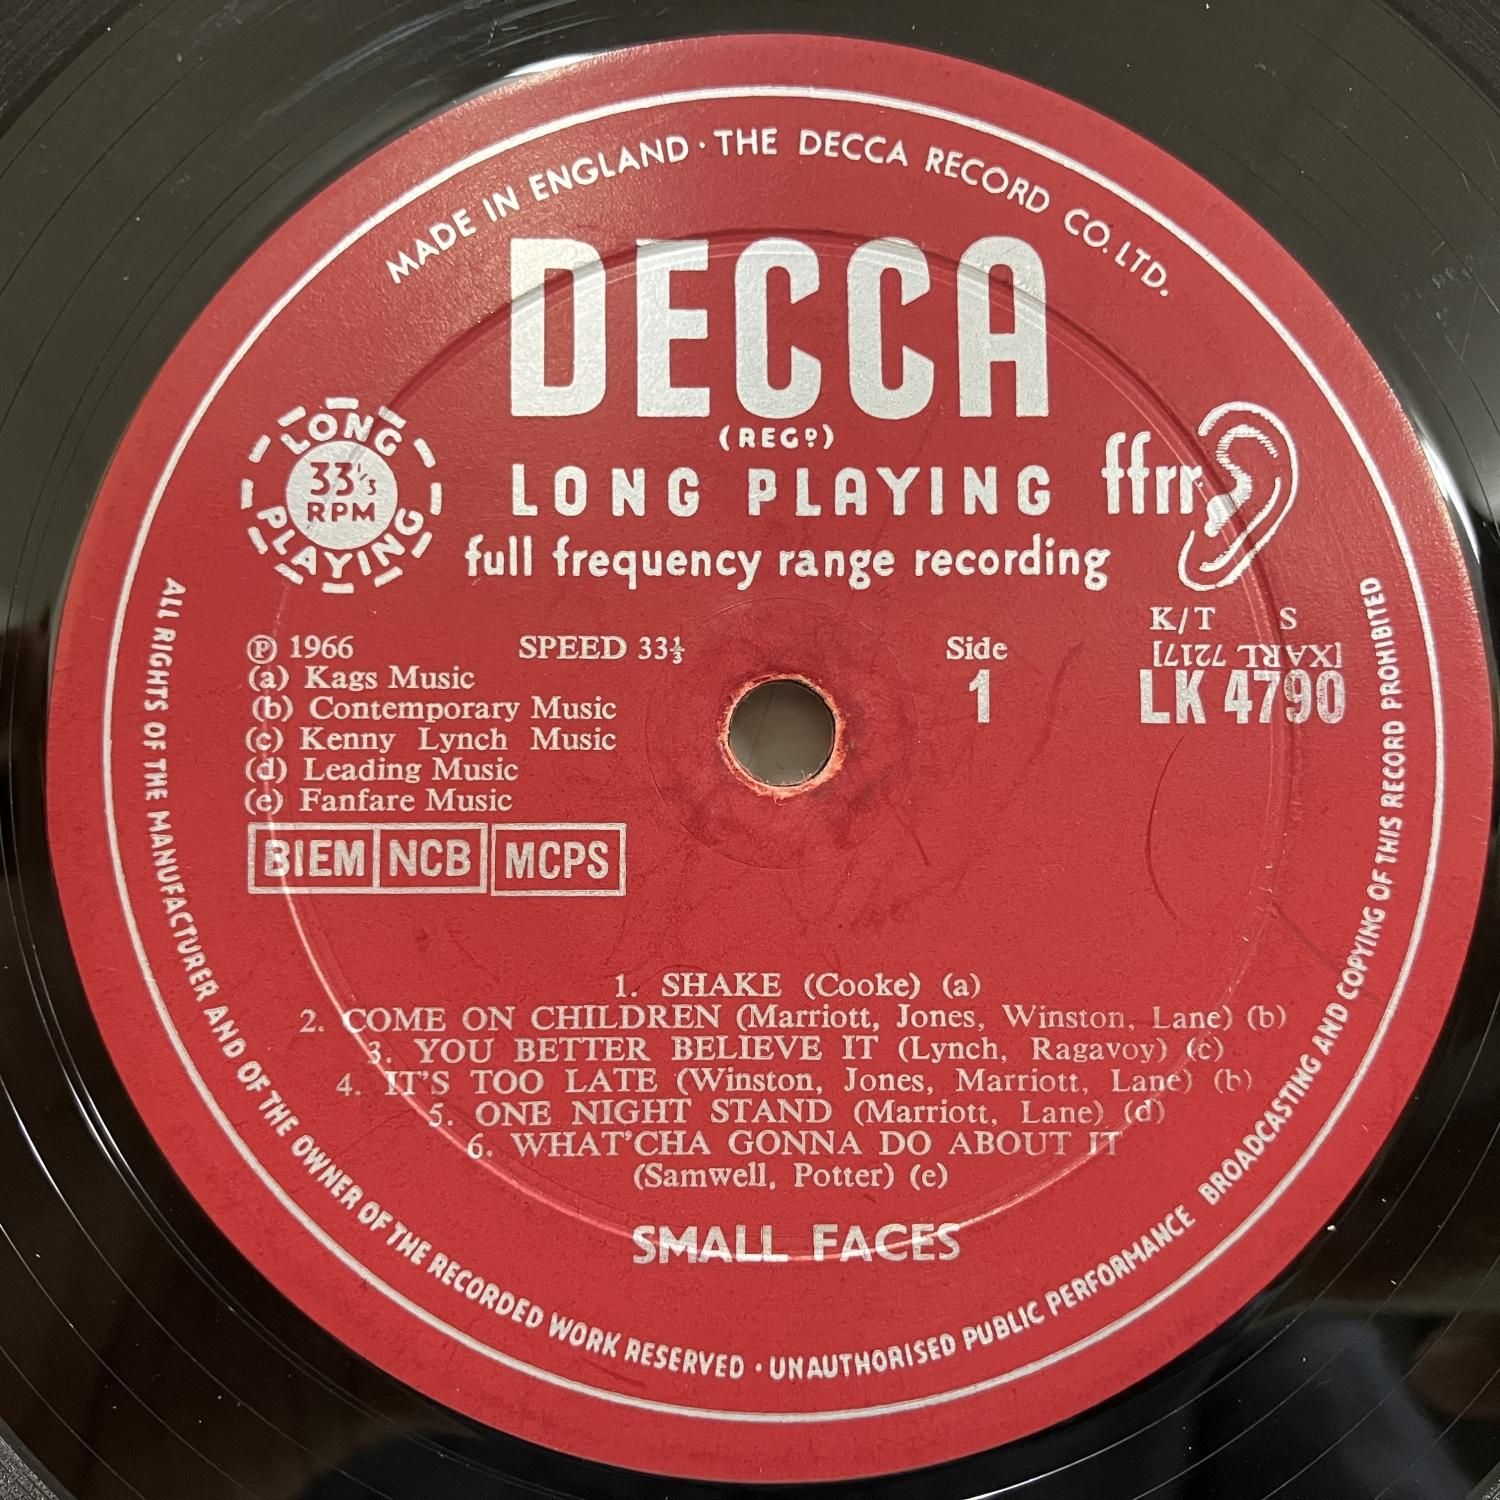 MADE IN ENGLAND · THE DECCA RECORD CO. LTD.
DECCA
(REGD)
LONG PLAYING
33⅓
RPM
LONG PLAYING
ffrr
full frequency range recording
Ⓟ 1966
SPEED 33⅓
Side
1
K/T S
[XARL 7217]
LK 4790
(a) Kags Music
(b) Contemporary Music
(c) Kenny Lynch Music
(d) Leading Music
(e) Fanfare Music
BIEM NCB MCPS
1. SHAKE (Cooke) (a)
2. COME ON CHILDREN (Marriott, Jones, Winston, Lane) (b)
3. YOU BETTER BELIEVE IT (Lynch, Ragavoy) (c)
4. IT'S TOO LATE (Winston, Jones, Marriott, Lane) (b)
5. ONE NIGHT STAND (Marriott, Lane) (d)
6. WHAT'CHA GONNA DO ABOUT IT
(Samwell, Potter) (e)
SMALL FACES
ALL RIGHTS OF THE MANUFACTURER AND OF THE OWNER OF THE RECORDED WORK RESERVED · UNAUTHORISED PUBLIC PERFORMANCE BROADCASTING AND COPYING OF THIS RECORD PROHIBITED